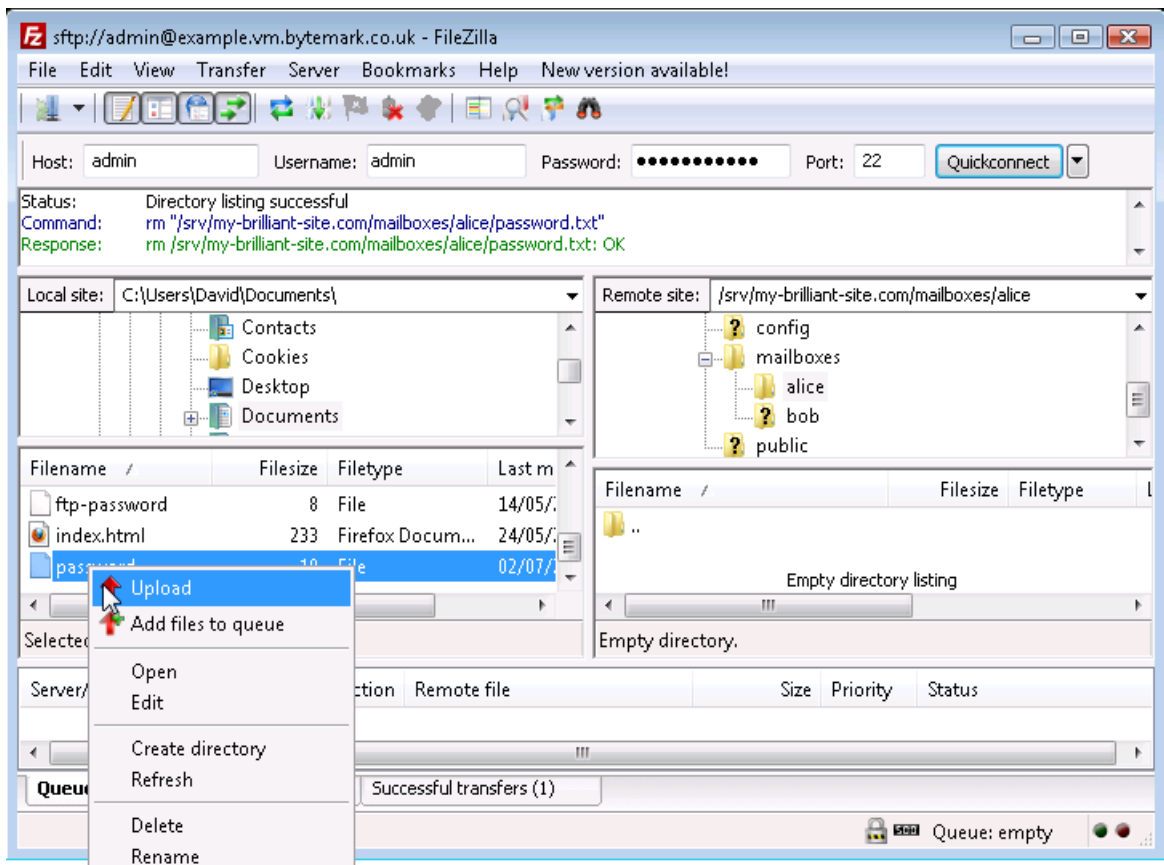 sftp://admin@example.vm.bytemark.co.uk - FileZilla
File Edit View Transfer Server Bookmarks Help New version available!
Host: admin Username: admin Password: ●●●●●●●●●●● Port: 22 Quickconnect
Status: Directory listing successful
Command: rm "/srv/my-brilliant-site.com/mailboxes/alice/password.txt"
Response: rm /srv/my-brilliant-site.com/mailboxes/alice/password.txt: OK
Local site: C:\Users\David\Documents\
Contacts
Cookies
Desktop
Documents
Filename Filesize Filetype Last m
ftp-password 8 File 14/05/
index.html 233 Firefox Docum... 24/05/
File 02/07/
Selected
Remote site: /srv/my-brilliant-site.com/mailboxes/alice
config
mailboxes
alice
bob
public
Filename Filesize Filetype L
..
Empty directory listing
Empty directory.
Upload
Add files to queue
Open
Edit
Create directory
Refresh
Delete
Rename
Server/ ction Remote file Size Priority Status
Queue Successful transfers (1)
Queue: empty